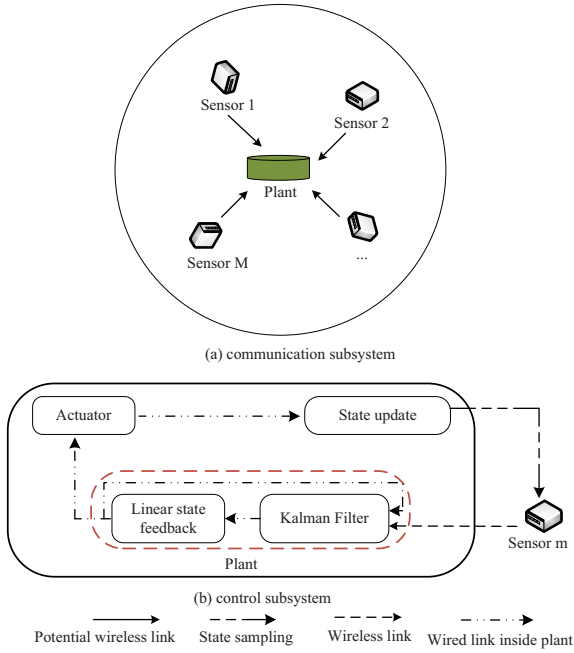 Sensor 1
Sensor 2
Plant
Sensor M
...
(a) communication subsystem
Actuator
State update
Linear state
feedback
Kalman Filter
Sensor m
Plant
(b) control subsystem
Potential wireless link
State sampling
Wireless link
Wired link inside plant